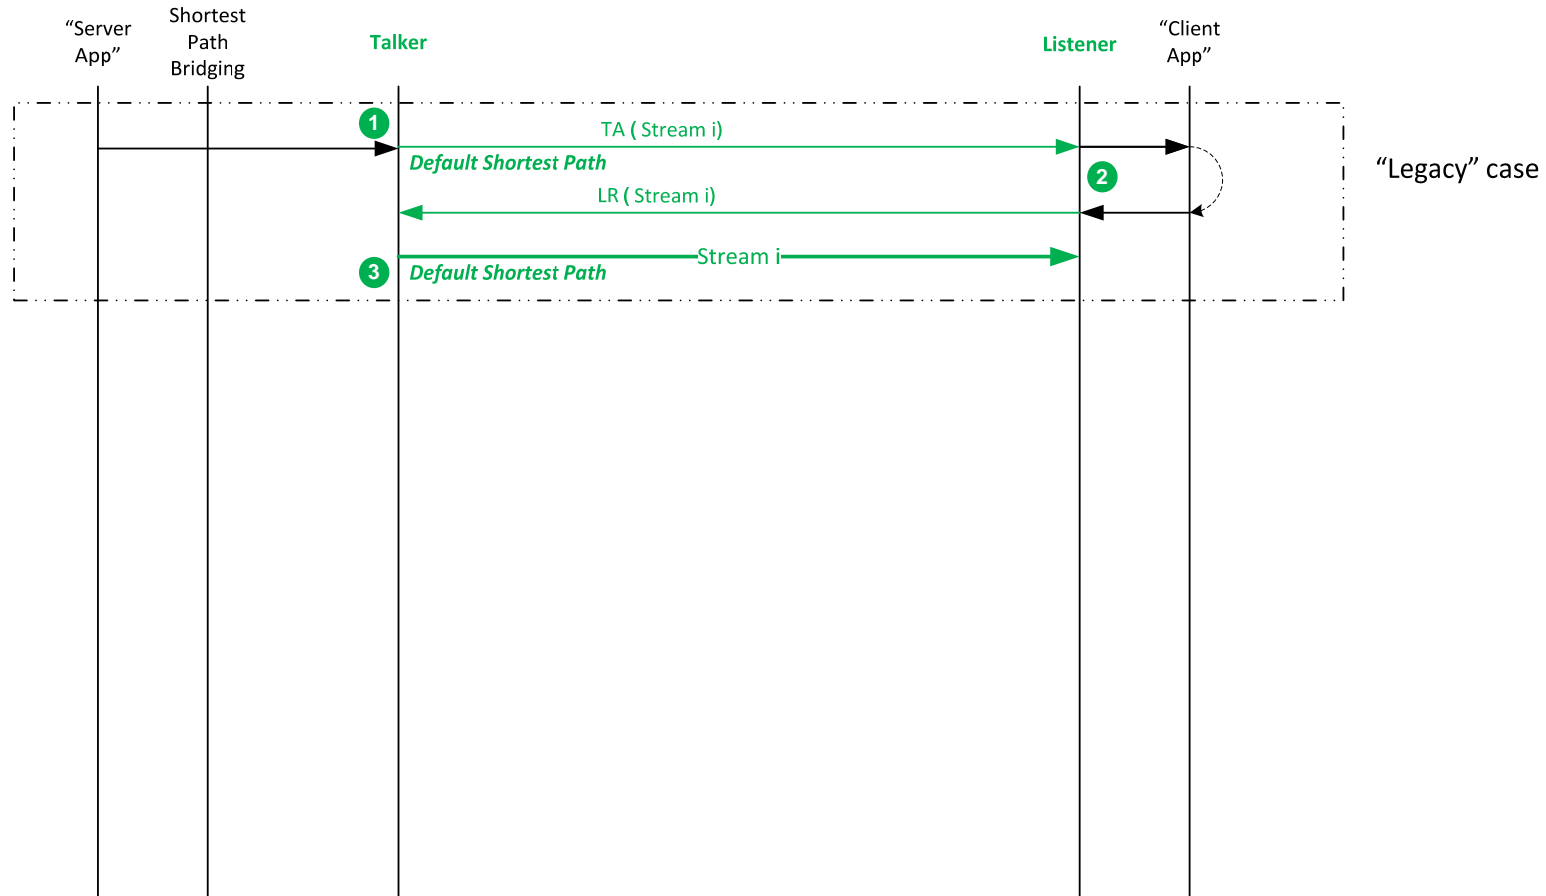 “Server
App”
Shortest
Path
Bridging
Talker
Listener
“Client
App”
1
TA ( Stream i)
Default Shortest Path
“Legacy” case
2
LR ( Stream i)
Stream i
3
Default Shortest Path